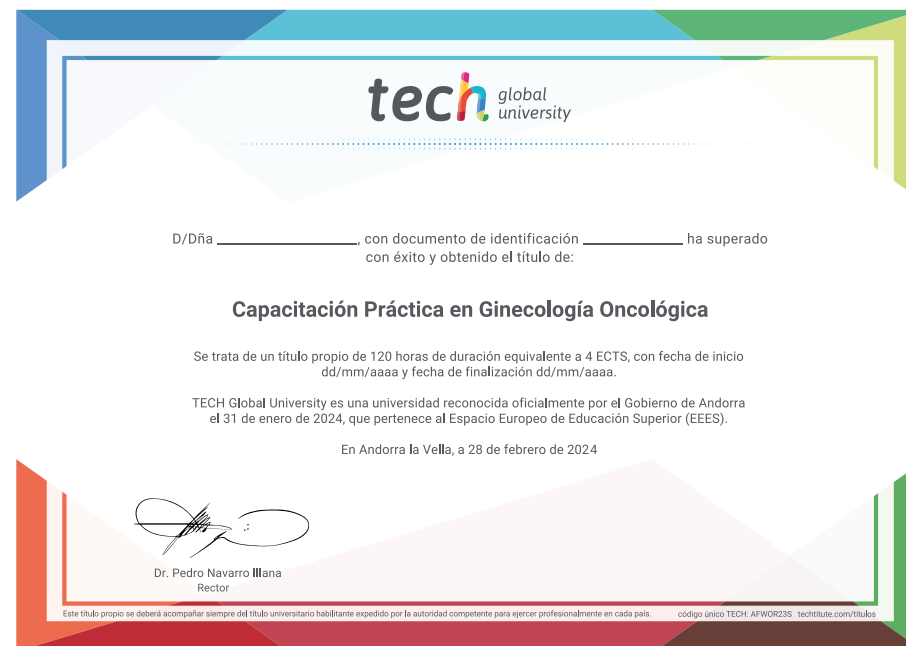 tech global university
D/Dña ____________________, con documento de identificación ______________ ha superado
con éxito y obtenido el título de:
Capacitación Práctica en Ginecología Oncológica
Se trata de un título propio de 120 horas de duración equivalente a 4 ECTS, con fecha de inicio
dd/mm/aaaa y fecha de finalización dd/mm/aaaa.
TECH Global University es una universidad reconocida oficialmente por el Gobierno de Andorra
el 31 de enero de 2024, que pertenece al Espacio Europeo de Educación Superior (EEES).
En Andorra la Vella, a 28 de febrero de 2024
Dr. Pedro Navarro Illana
Rector
Este título propio se deberá acompañar siempre del título universitario habilitante expedido por la autoridad competente para ejercer profesionalmente en cada país. código único TECH: AFWOR23S techtitute.com/titulos